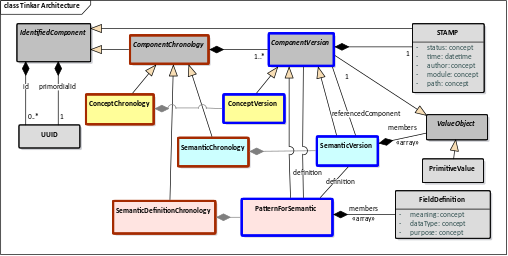 class Tinkar Architecture
IdentifiedComponent
ComponentChronology
ComponentVersion
STAMP
- status: concept
- time: datetime
- author: concept
- module: concept
- path: concept
1..*
1
id
primordialId
0..*
1
UUID
ConceptChronology
ConceptVersion
1
referencedComponent
ValueObject
members
«array»
SemanticChronology
SemanticVersion
PrimitiveValue
definition
definition
SemanticDefinitionChronology
PatternForSemantic
members
«array»
FieldDefinition
- meaning: concept
- dataType: concept
- purpose: concept